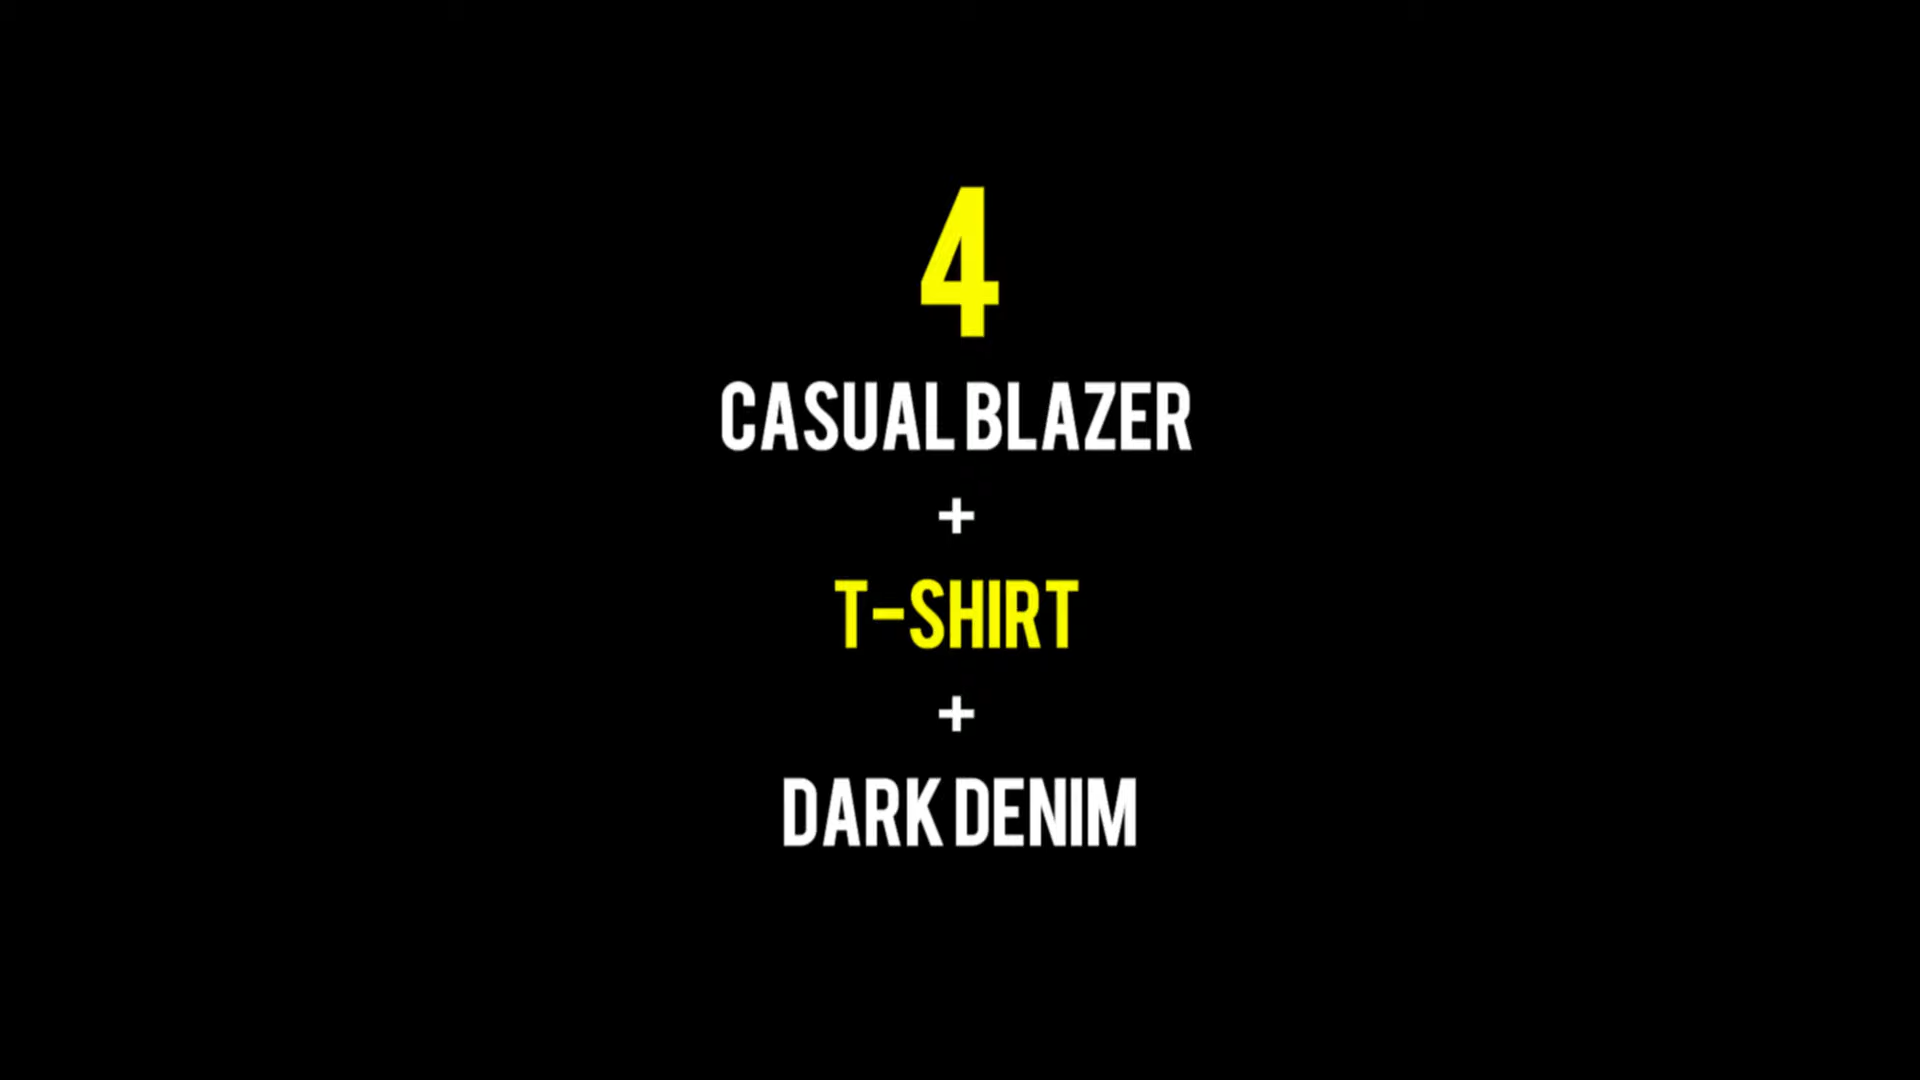 4
CASUAL BLAZER
+
T-SHIRT
+
DARK DENIM